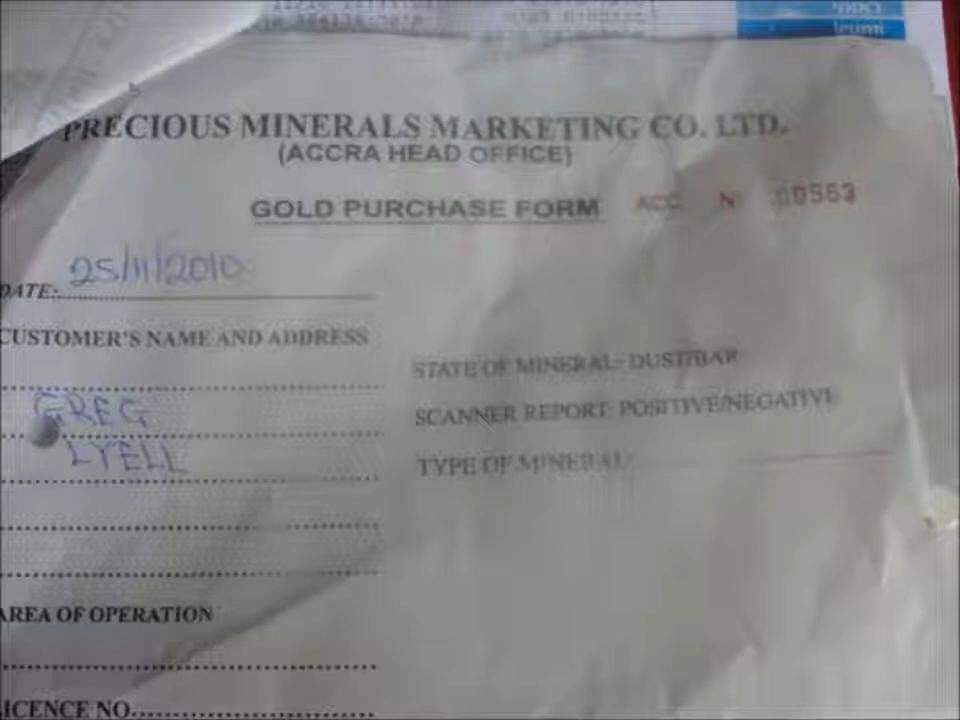 PRECIOUS MINERALS MARKETING CO. LTD.
(ACCRA HEAD OFFICE)
GOLD PURCHASE FORM ACC N 00563
DATE: 25/11/2010
CUSTOMER'S NAME AND ADDRESS
GREG
LYELL
STATE OF MINERAL- DUST/BAR
SCANNER REPORT: POSITIVE/NEGATIVE
TYPE OF MINERAL
AREA OF OPERATION
LICENCE NO.